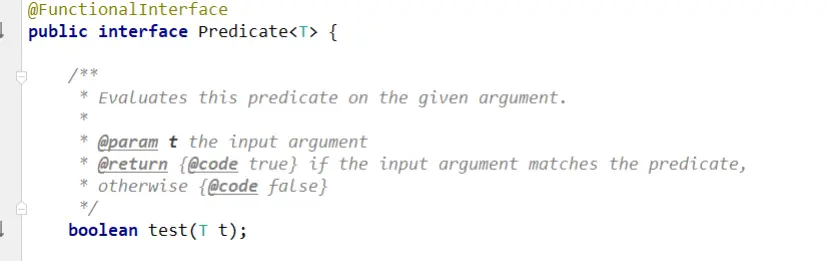 @FunctionalInterface
public interface Predicate<T> {
/**
* Evaluates this predicate on the given argument.
*
* @param t the input argument
* @return {@code true} if the input argument matches the predicate,
* otherwise {@code false}
*/
boolean test(T t);